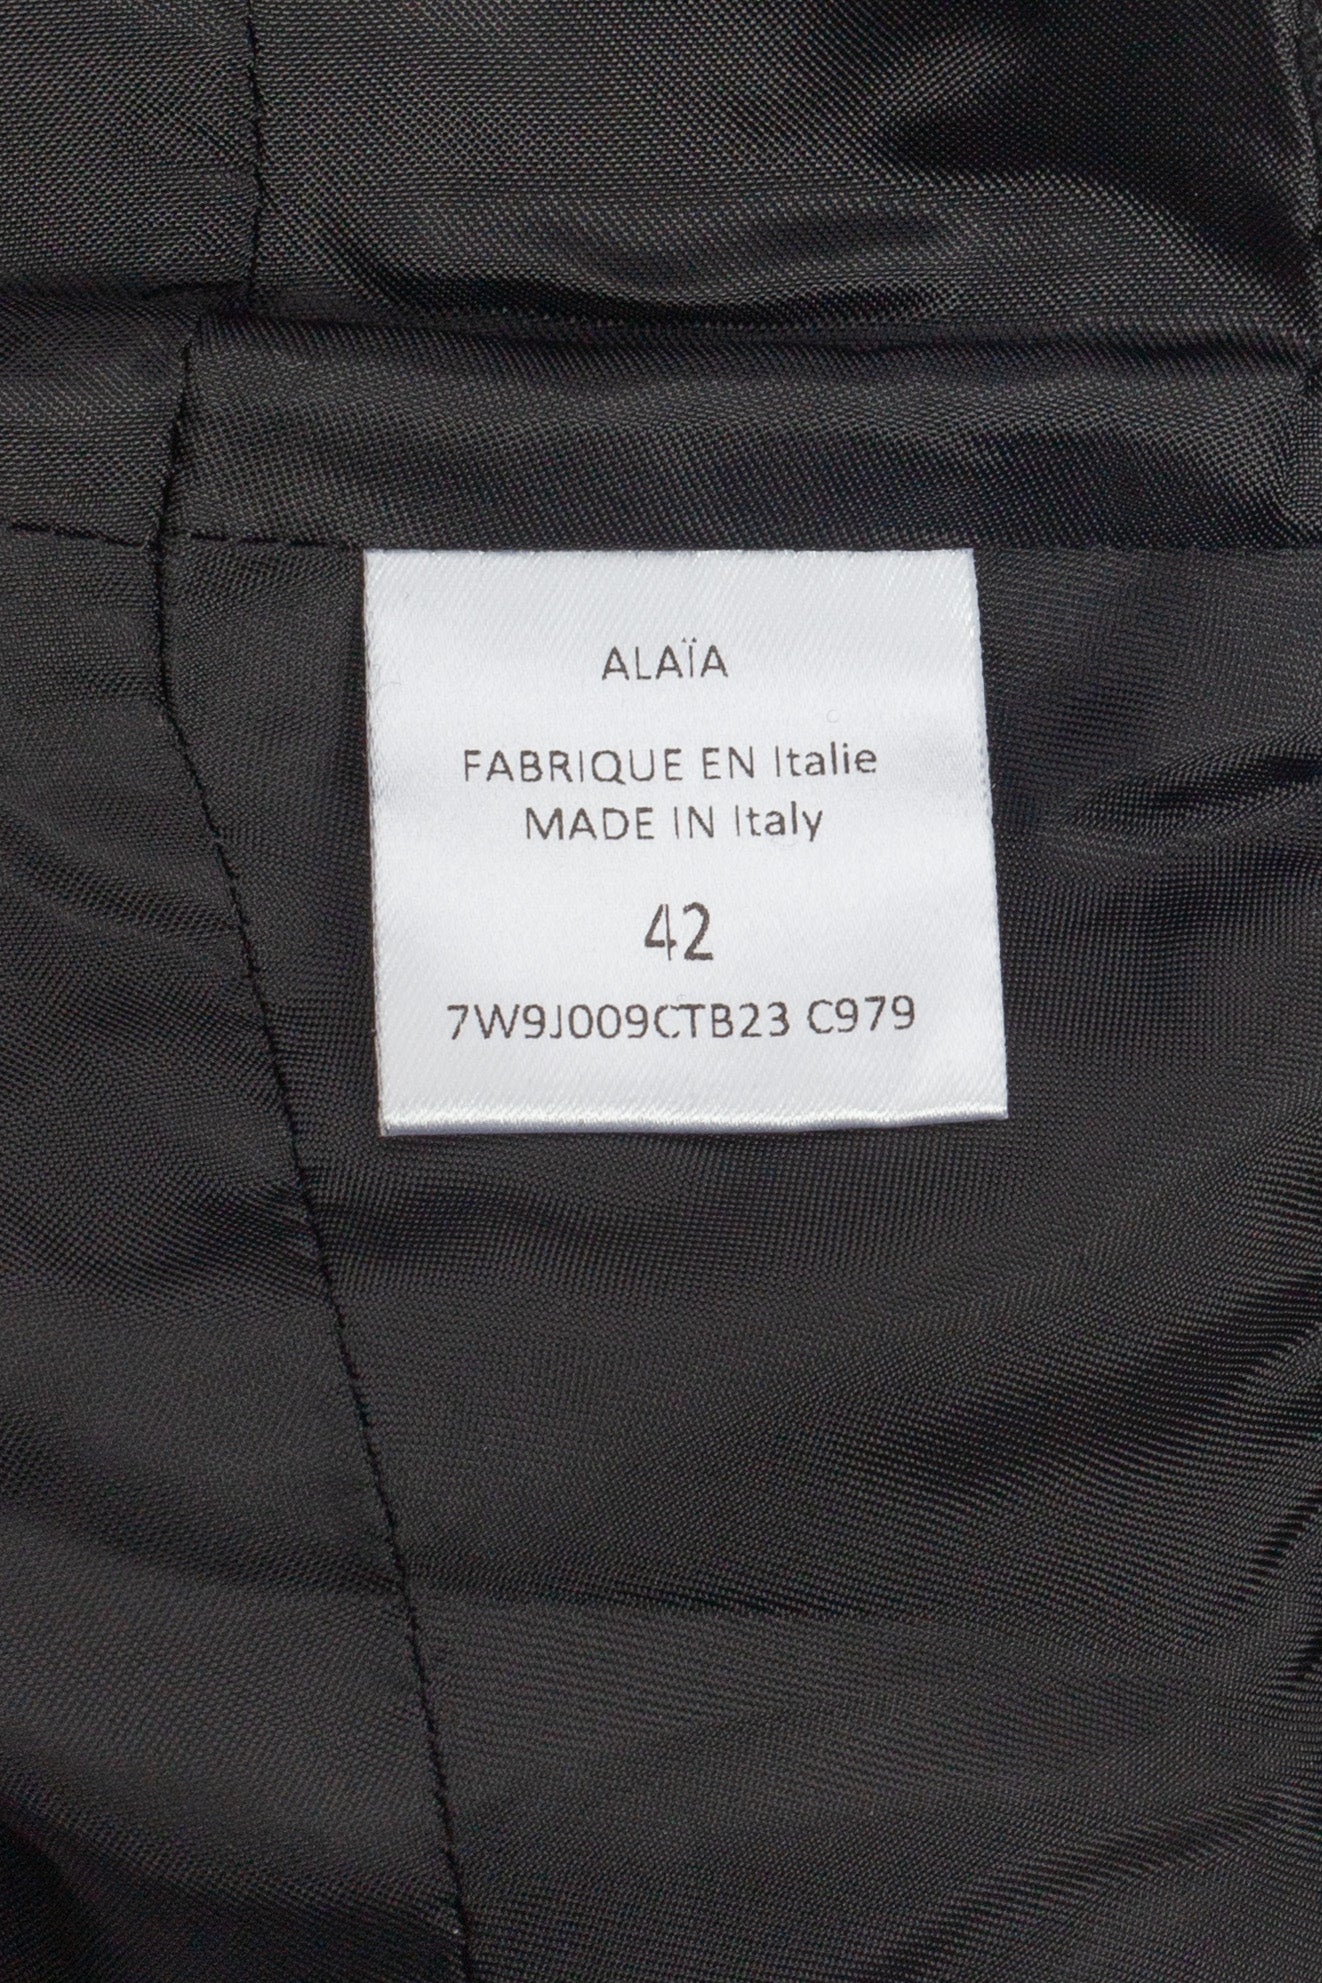 ALAÏA
FABRIQUE EN Italie
MADE IN Italy
42
7W9J009CTB23 C979